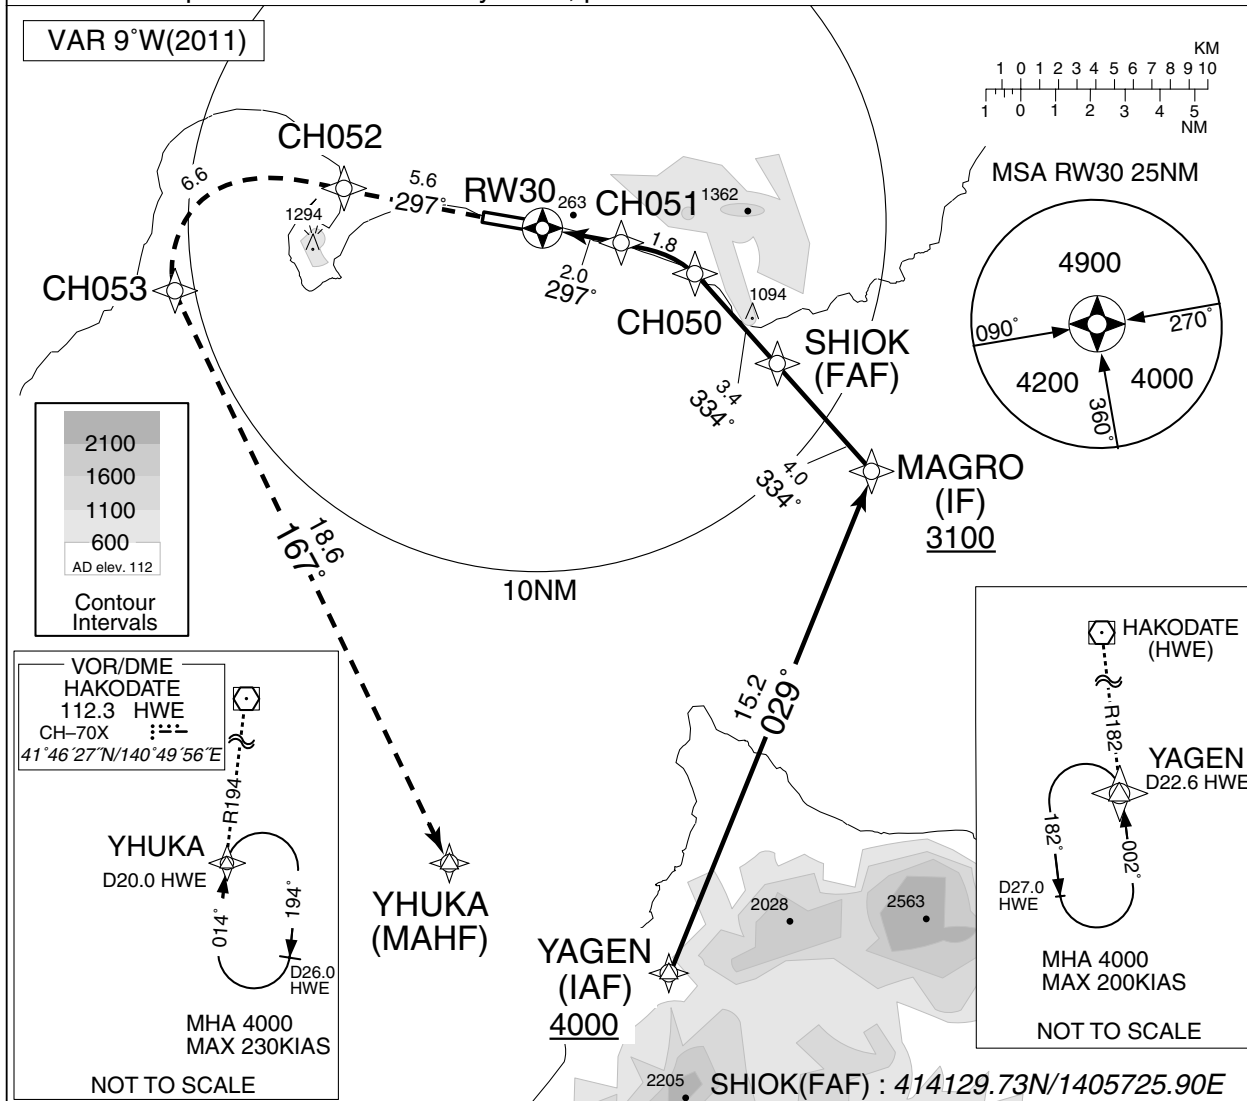 VAR 9°W(2011)
KM
1 0 1 2 3 4 5 6 7 8 9 10
1 0 1 2 3 4 5
NM
MSA RW30 25NM
4900
090°
270°
4200
4000
360°
CH052
6.6
5.6
297°
RW30
263
CH051
1362
1294
1.8
2.0
297°
CH053
CH050
1094
SHIOK
(FAF)
3.4
334°
4.0
334°
MAGRO
(IF)
3100
2100
1600
1100
600
AD elev. 112
Contour
Intervals
18.6
167°
10NM
15.2
029°
VOR/DME
HAKODATE
112.3 HWE
CH–70X
41°46´27˝N/140°49´56˝E
R194
YHUKA
D20.0 HWE
014°
194°
D26.0
HWE
MHA 4000
MAX 230KIAS
NOT TO SCALE
YHUKA
(MAHF)
YAGEN
(IAF)
4000
2028
2563
2205
HAKODATE
(HWE)
R182
YAGEN
D22.6 HWE
182°
002°
D27.0
HWE
MHA 4000
MAX 200KIAS
NOT TO SCALE
SHIOK(FAF) : 414129.73N/1405725.90E